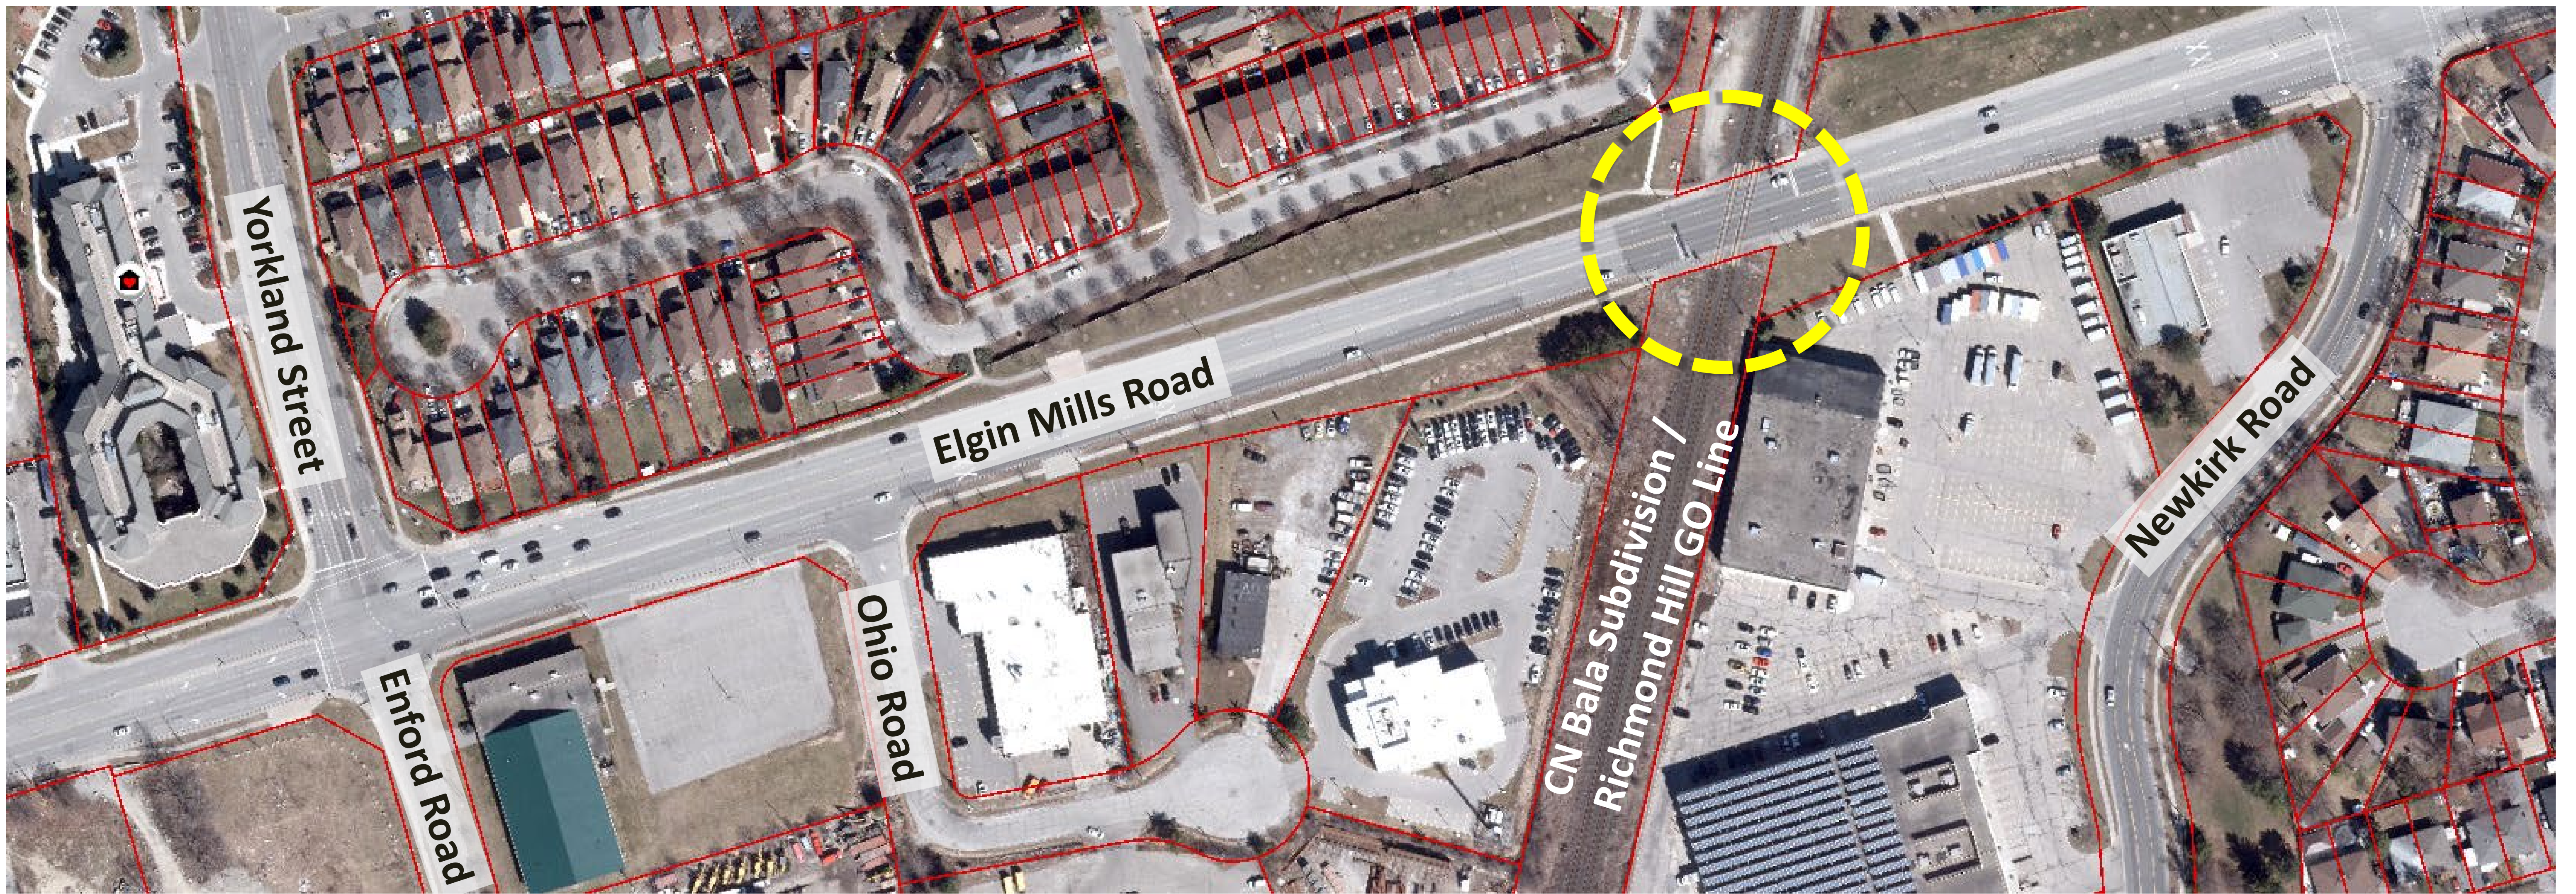 Yorkland Street
Elgin Mills Road
Enford Road
Ohio Road
CN Bala Subdivision /
Richmond Hill GO Line
Newkirk Road